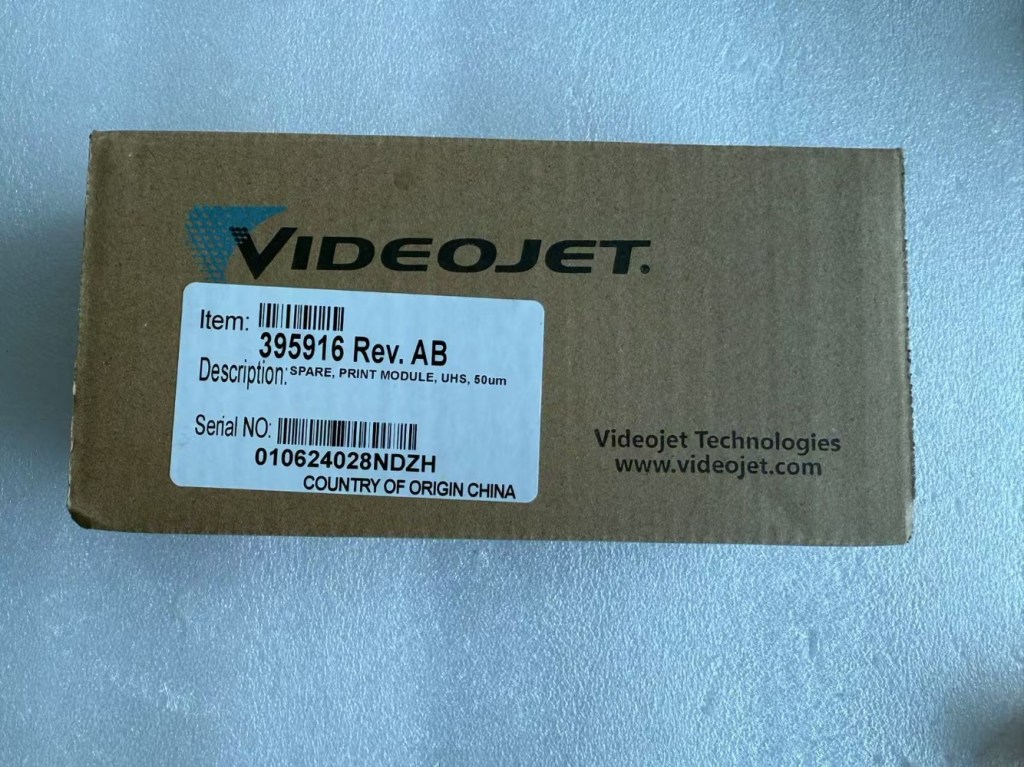 VIDEOJET.
Item:
395916 Rev. AB
Description: SPARE, PRINT MODULE, UHS, 50um
Serial NO:
010624028NDZH
COUNTRY OF ORIGIN CHINA
Videojet Technologies
www.videojet.com